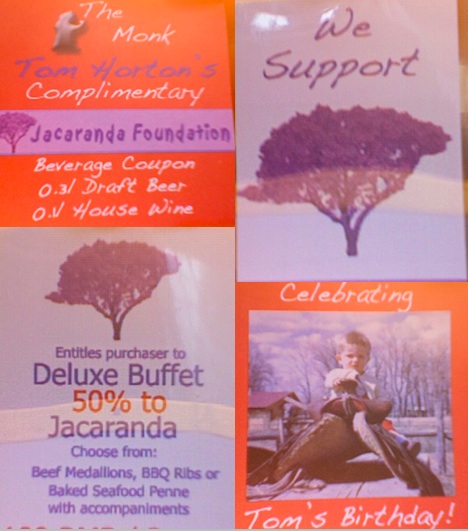 The
Monk
Tom Horton's
Complimentary
Jacaranda Foundation
Beverage Coupon
0.3l Draft Beer
0.1l House Wine
We
Support
Entitles purchaser to
Deluxe Buffet
50% to
Jacaranda
Choose from:
Beef Medallions, BBQ Ribs or
Baked Seafood Penne
with accompaniments
Celebrating
Tom's Birthday!